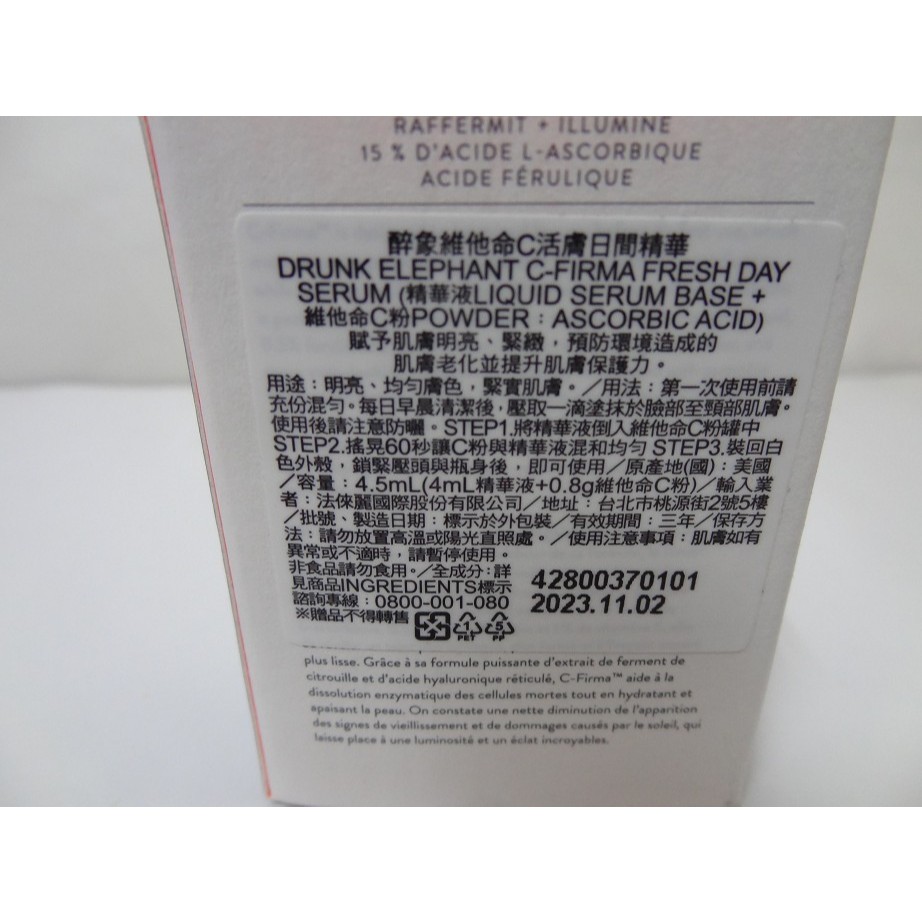 RAFFERMIT + ILLUMINE
15 % D'ACIDE L-ASCORBIQUE
ACIDE FÉRULIQUE
醉象維他命C活膚日間精華
DRUNK ELEPHANT C-FIRMA FRESH DAY
SERUM (精華液LIQUID SERUM BASE +
維他命C粉POWDER：ASCORBIC ACID)
賦予肌膚明亮、緊緻，預防環境造成的
肌膚老化並提升肌膚保護力。
用途：明亮、均勻膚色，緊實肌膚。／用法：第一次使用前請
充份混勻。每日早晨清潔後，壓取一滴塗抹於臉部至頸部肌膚。
使用後請注意防曬。STEP1.將精華液倒入維他命C粉罐中
STEP2.搖晃60秒讓C粉與精華液混和均勻 STEP3.裝回白
色外殼，鎖緊壓頭與瓶身後，即可使用／原產地(國)：美國
／容量：4.5mL(4mL精華液+0.8g維他命C粉)／輸入業
者：法倈麗國際股份有限公司／地址：台北市桃源街2號5樓
／批號、製造日期：標示於外包裝／有效期間：三年／保存方
法：請勿放置高溫或陽光直照處。／使用注意事項：肌膚如有
異常或不適時，請暫停使用。
非食品請勿食用。／全成分：詳
見商品INGREDIENTS標示
諮詢專線：0800-001-080
※贈品不得轉售
42800370101
2023.11.02
1 5
PET PP
plus lisse. Grâce à sa formule puissante d'extrait de ferment de
citrouille et d'acide hyaluronique réticulé, C-Firma™ aide à la
dissolution enzymatique des cellules mortes tout en hydratant et
apaisant la peau. On constate une nette diminution de l'apparition
des signes de vieillissement et de dommages causés par le soleil, qui
laisse place à une luminosité et un éclat incroyables.